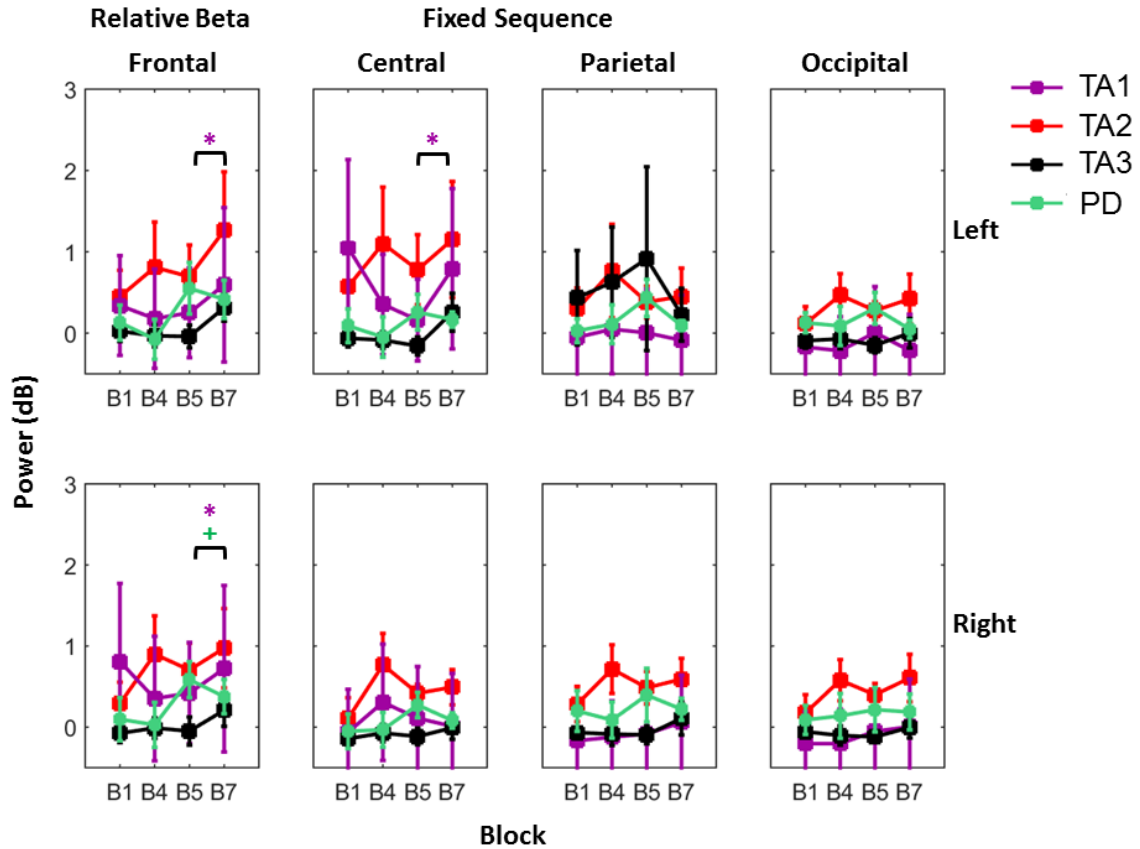 Relative Beta Fixed Sequence
Frontal Central Parietal Occipital
3
2
1
0
B1 B4 B5 B7 B1 B4 B5 B7 B1 B4 B5 B7 B1 B4 B5 B7
* *
TA1
TA2
TA3
PD
Left
Power (dB)
3
2
1
0
*
+
B1 B4 B5 B7 B1 B4 B5 B7 B1 B4 B5 B7 B1 B4 B5 B7
Right
Block